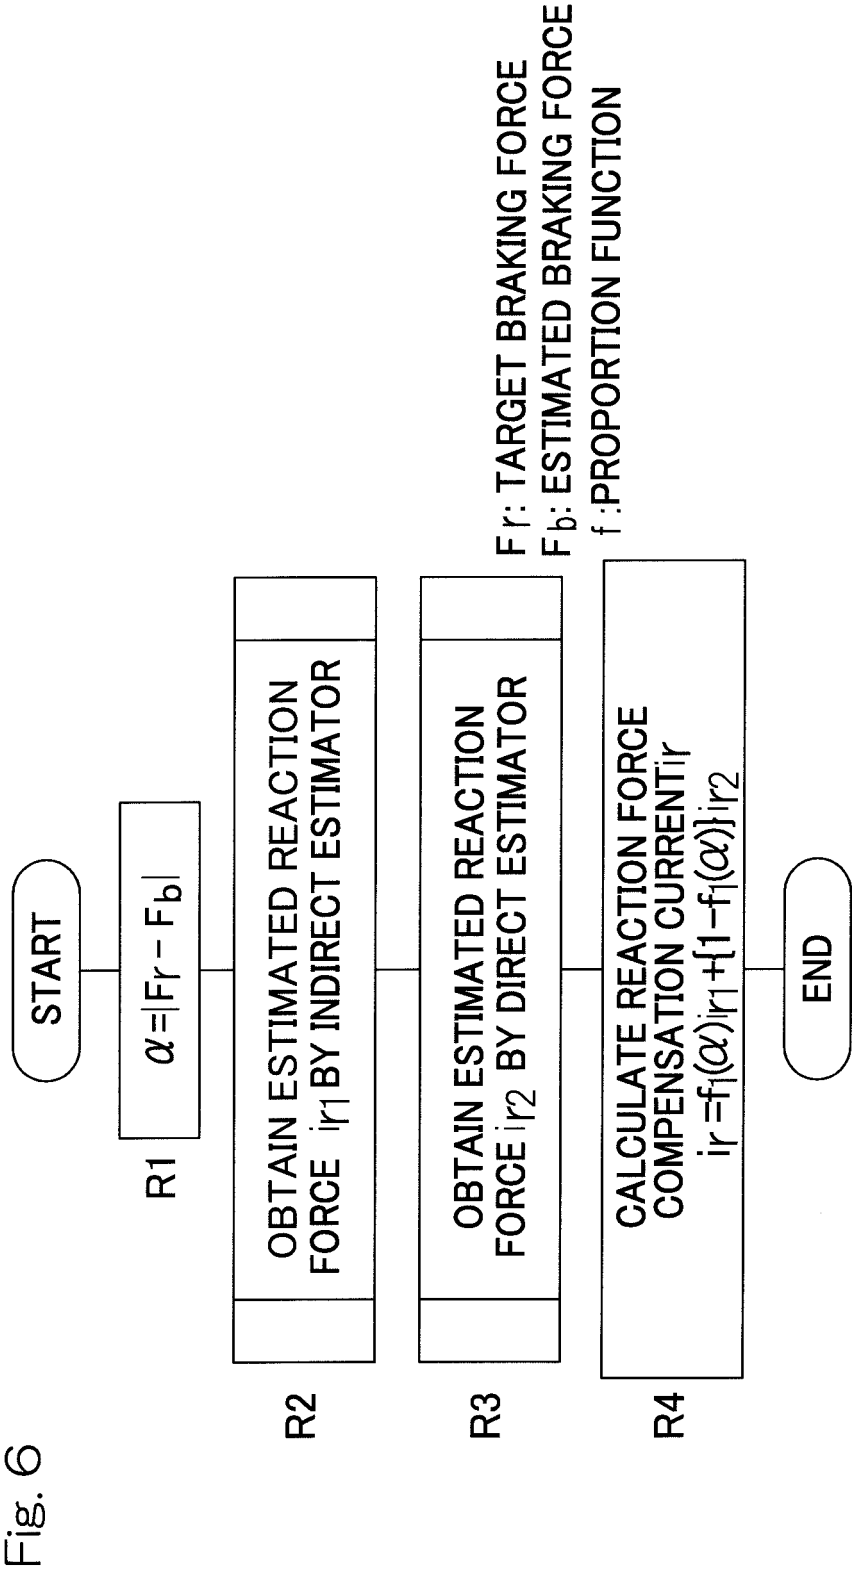 Fig. 6
START
R1
α=|Fr－Fb|
R2
OBTAIN ESTIMATED REACTION
FORCE ir1 BY INDIRECT ESTIMATOR
R3
OBTAIN ESTIMATED REACTION
FORCE ir2 BY DIRECT ESTIMATOR
R4
CALCULATE REACTION FORCE
COMPENSATION CURRENT ir
ir=f1(α)ir1+{1-f1(α)}ir2
END
Fr: TARGET BRAKING FORCE
Fb: ESTIMATED BRAKING FORCE
f :PROPORTION FUNCTION